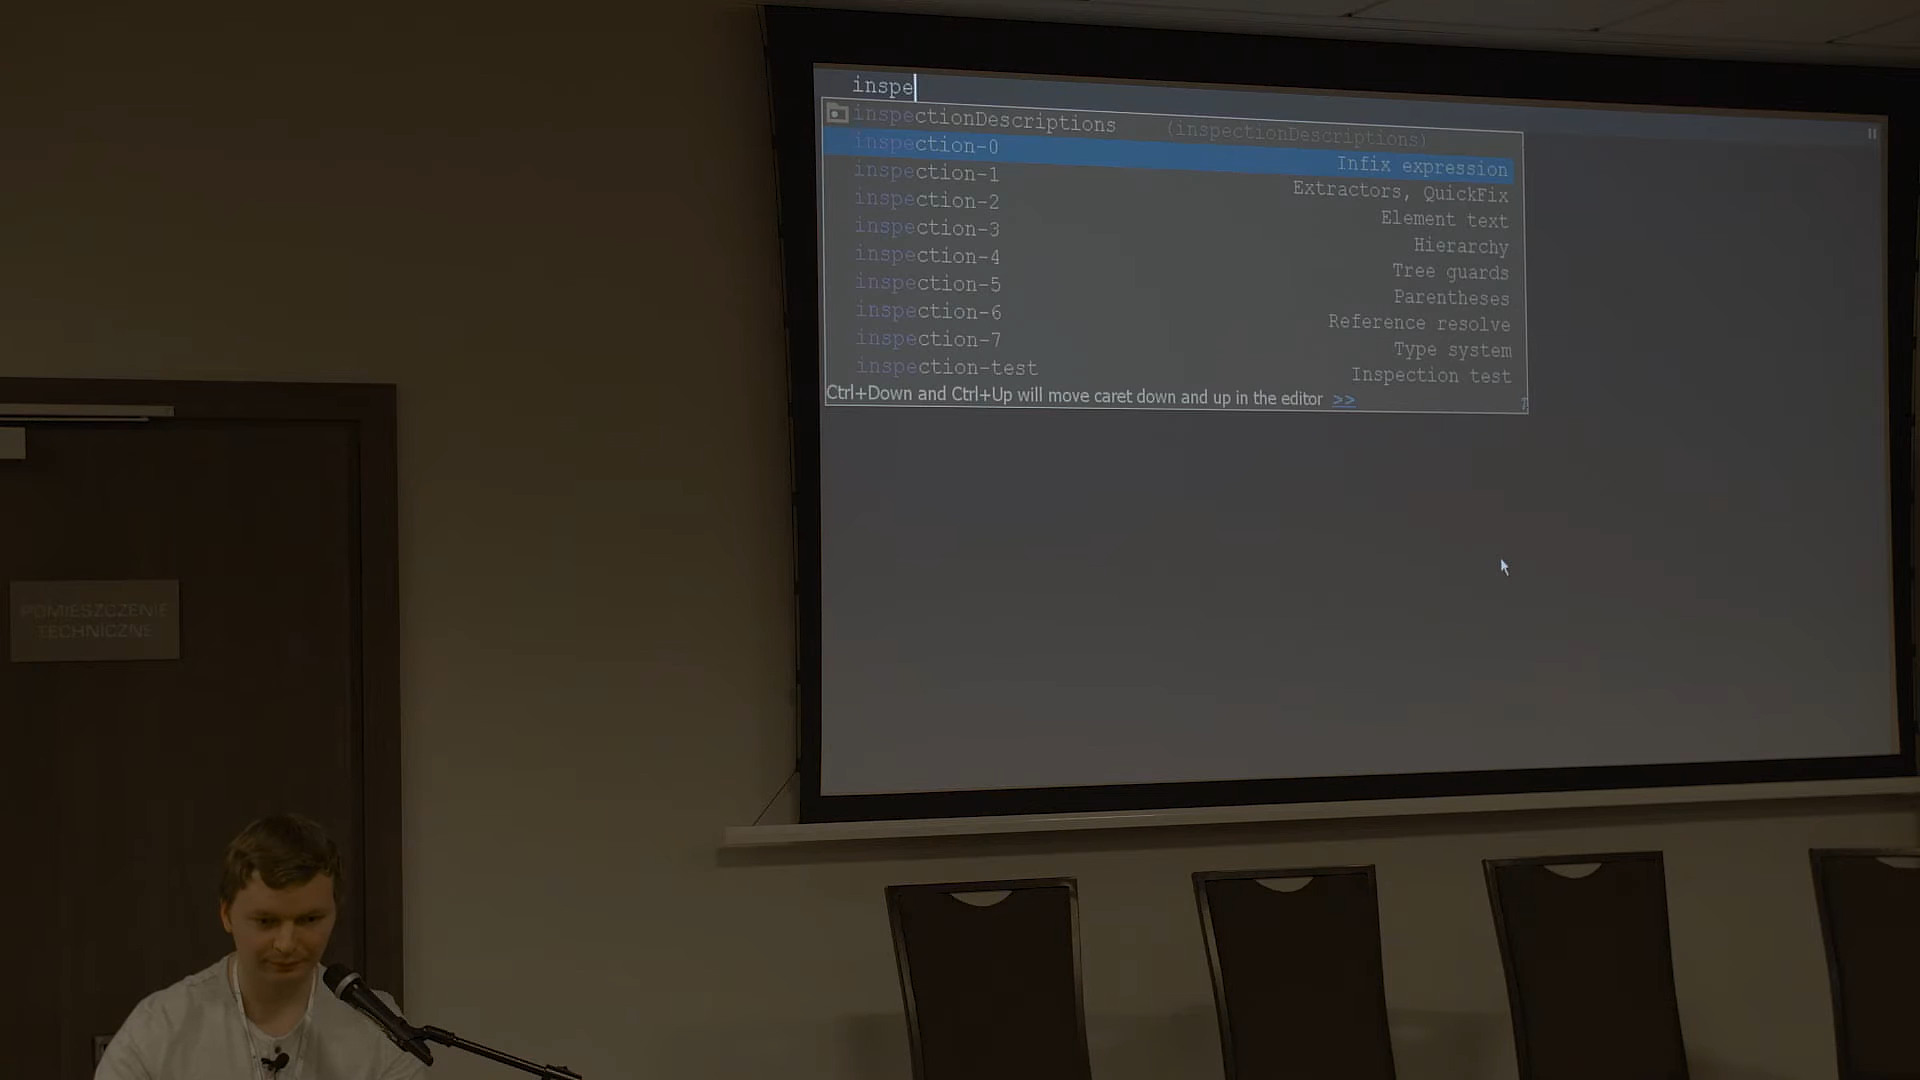 inspe
inspectionDescriptions (inspectionDescriptions)
inspection-0 Infix expression
inspection-1 Extractors, QuickFix
inspection-2 Element text
inspection-3 Hierarchy
inspection-4 Tree guards
inspection-5 Parentheses
inspection-6 Reference resolve
inspection-7 Type system
inspection-test Inspection test
Ctrl+Down and Ctrl+Up will move caret down and up in the editor >>
POMIESZCZENIE
TECHNICZNE